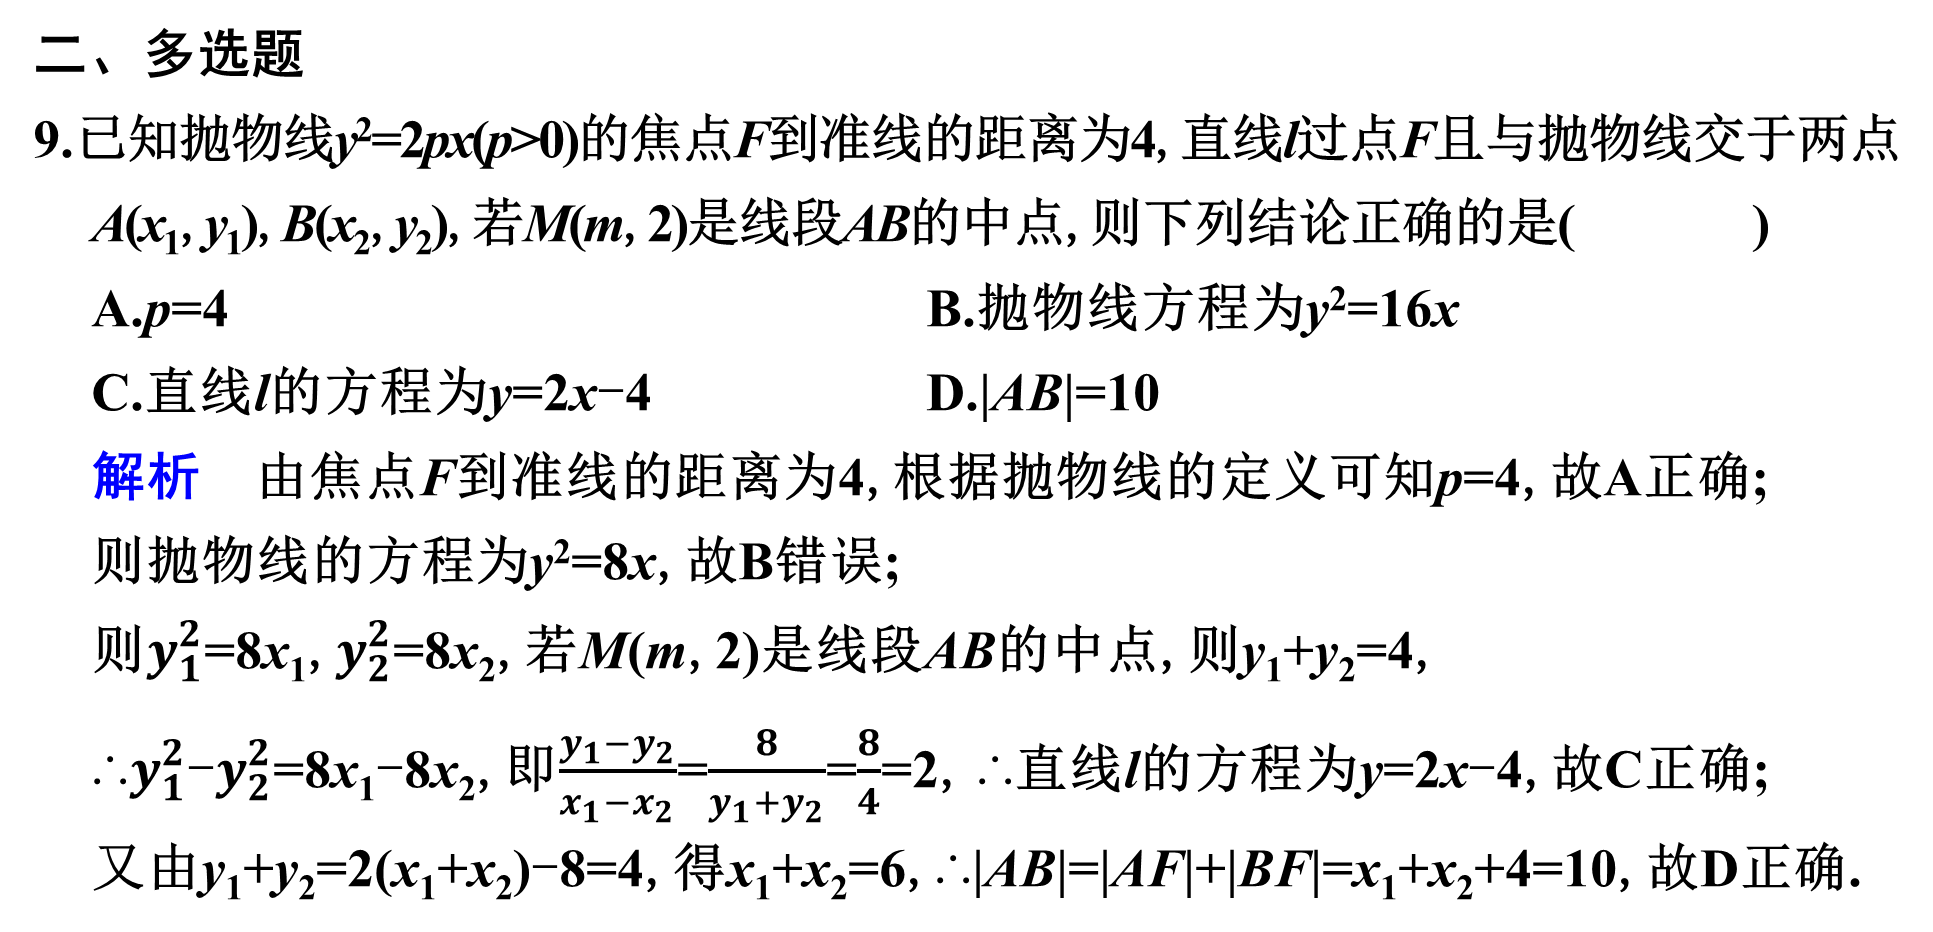 二、多选题
9.已知抛物线y²=2px(p>0)的焦点F到准线的距离为4, 直线l过点F且与抛物线交于两点
A(x₁, y₁), B(x₂, y₂), 若M(m, 2)是线段AB的中点, 则下列结论正确的是( )
A.p=4 B.抛物线方程为y²=16x
C.直线l的方程为y=2x−4 D.|AB|=10
解析 由焦点F到准线的距离为4, 根据抛物线的定义可知p=4, 故A正确;
则抛物线的方程为y²=8x, 故B错误;
则y₁²=8x₁, y₂²=8x₂, 若M(m, 2)是线段AB的中点, 则y₁+y₂=4,
∴y₁²−y₂²=8x₁−8x₂, 即(y₁−y₂)/(x₁−x₂)=8/(y₁+y₂)=8/4=2, ∴直线l的方程为y=2x−4, 故C正确;
又由y₁+y₂=2(x₁+x₂)−8=4, 得x₁+x₂=6, ∴|AB|=|AF|+|BF|=x₁+x₂+4=10, 故D正确.